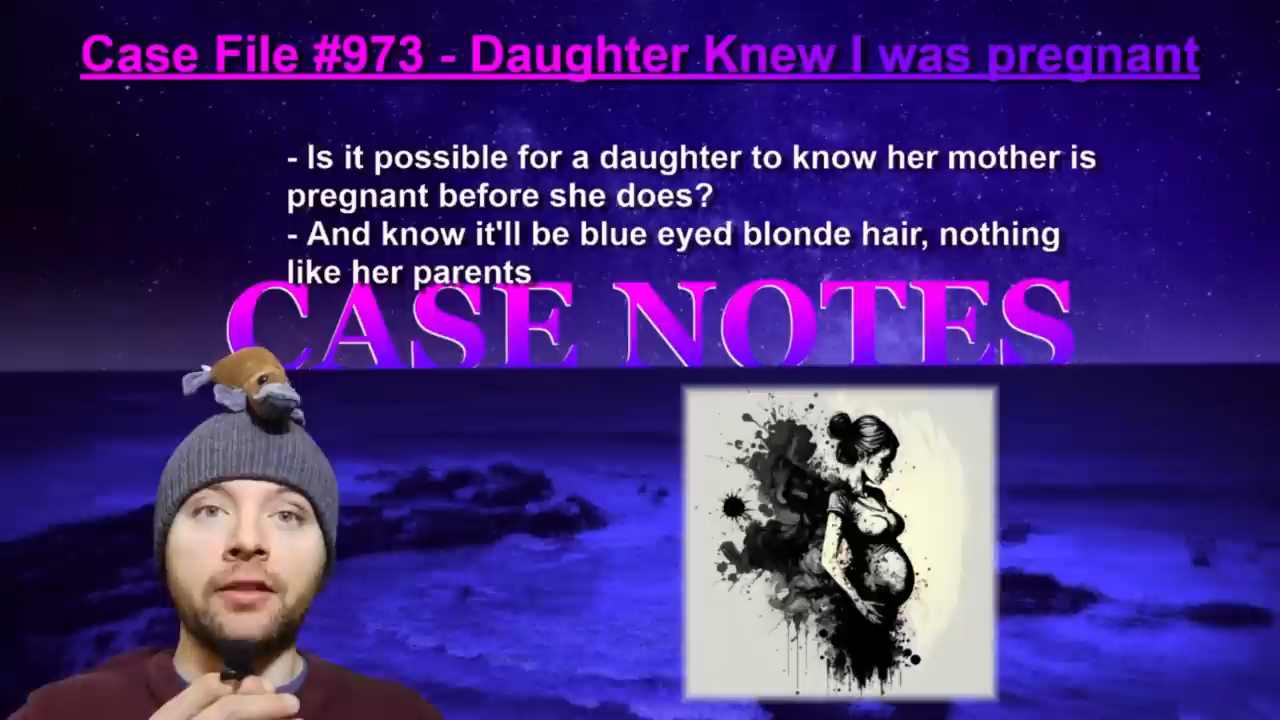 Case File #973 - Daughter Knew I was pregnant
- Is it possible for a daughter to know her mother is
pregnant before she does?
- And know it'll be blue eyed blonde hair, nothing
like her parents
CASE NOTES